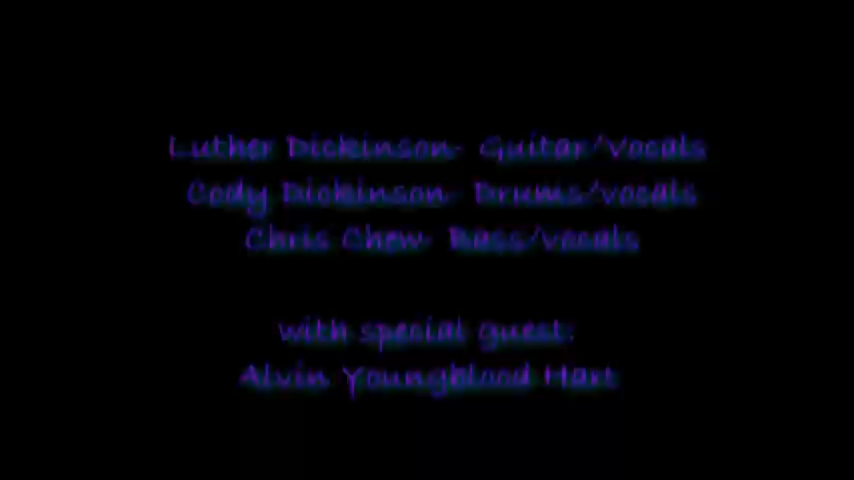 Luther Dickinson- Guitar/vocals
Cody Dickinson- Drums/vocals
Chris Chew- Bass/vocals
with special guest:
Alvin Youngblood Hart